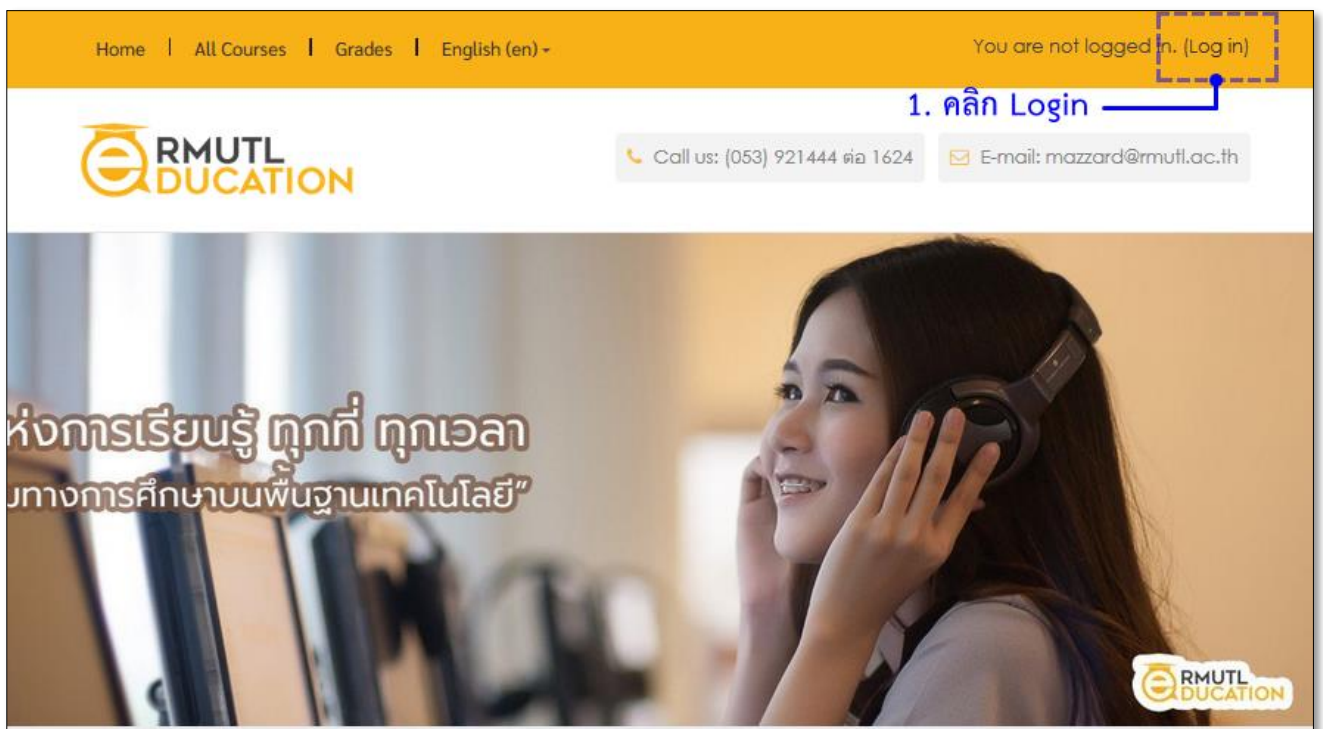 Home | All Courses | Grades | English (en)
You are not logged in. (Log in)
1. คลิก Login
RMUTL
eDUCATION
Call us: (053) 921444 ต่อ 1624
E-mail: mazzard@rmutl.ac.th
ห่งการเรียนรู้ ทุกที่ ทุกเวลา
มทางการศึกษาบนพื้นฐานเทคโนโลยี”
RMUTL
eDUCATION